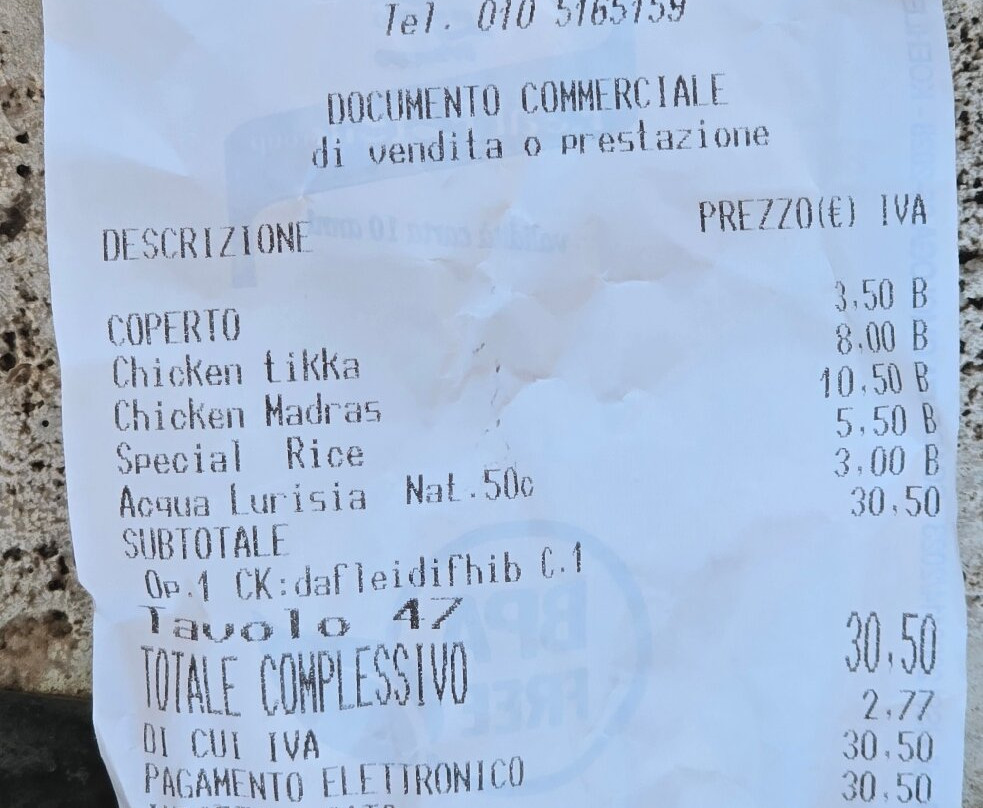 Tel. 010 5165159
DOCUMENTO COMMERCIALE
di vendita o prestazione
DESCRIZIONE PREZZO(€) IVA
COPERTO 3,50 B
Chicken tikka 8,00 B
Chicken Madras 10,50 B
Special Rice 5,50 B
Acqua Lurisia Nat.50c 3,00 B
SUBTOTALE 30,50
Op.1 CK:dafleidifhib C.1
Tavolo 47
TOTALE COMPLESSIVO 30,50
DI CUI IVA 2,77
PAGAMENTO ELETTRONICO 30,50
30,50